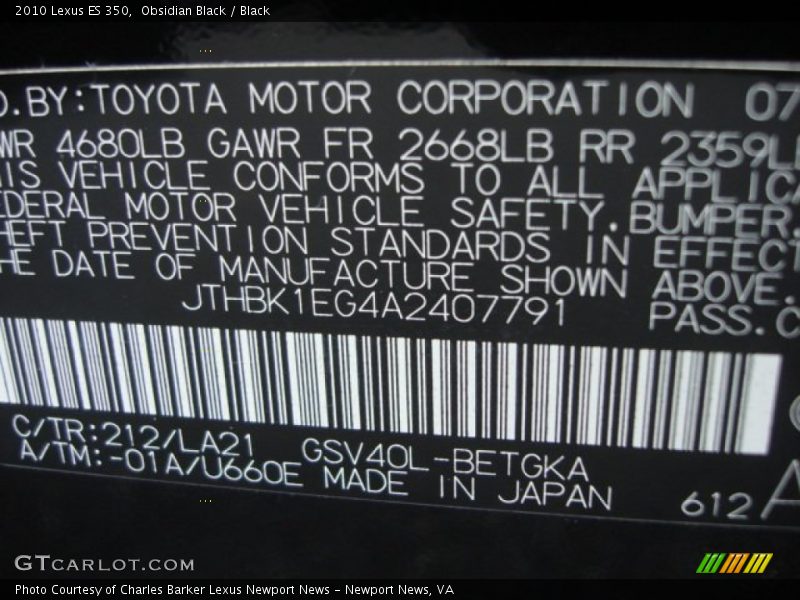 2010 Lexus ES 350,  Obsidian Black / Black
D.BY:TOYOTA MOTOR CORPORATION 07
WR 4680LB GAWR FR 2668LB RR 2359L
IS VEHICLE CONFORMS TO ALL APPLICA
EDERAL MOTOR VEHICLE SAFETY.BUMPER.
HEFT PREVENTION STANDARDS IN EFFECT
HE DATE OF MANUFACTURE SHOWN ABOVE.
JTHBK1EG4A2407791 PASS.C
C/TR:212/LA21 GSV40L-BETGKA
A/TM:-01A/U660E MADE IN JAPAN 612 A
GTCARLOT.COM
Photo Courtesy of Charles Barker Lexus Newport News - Newport News, VA